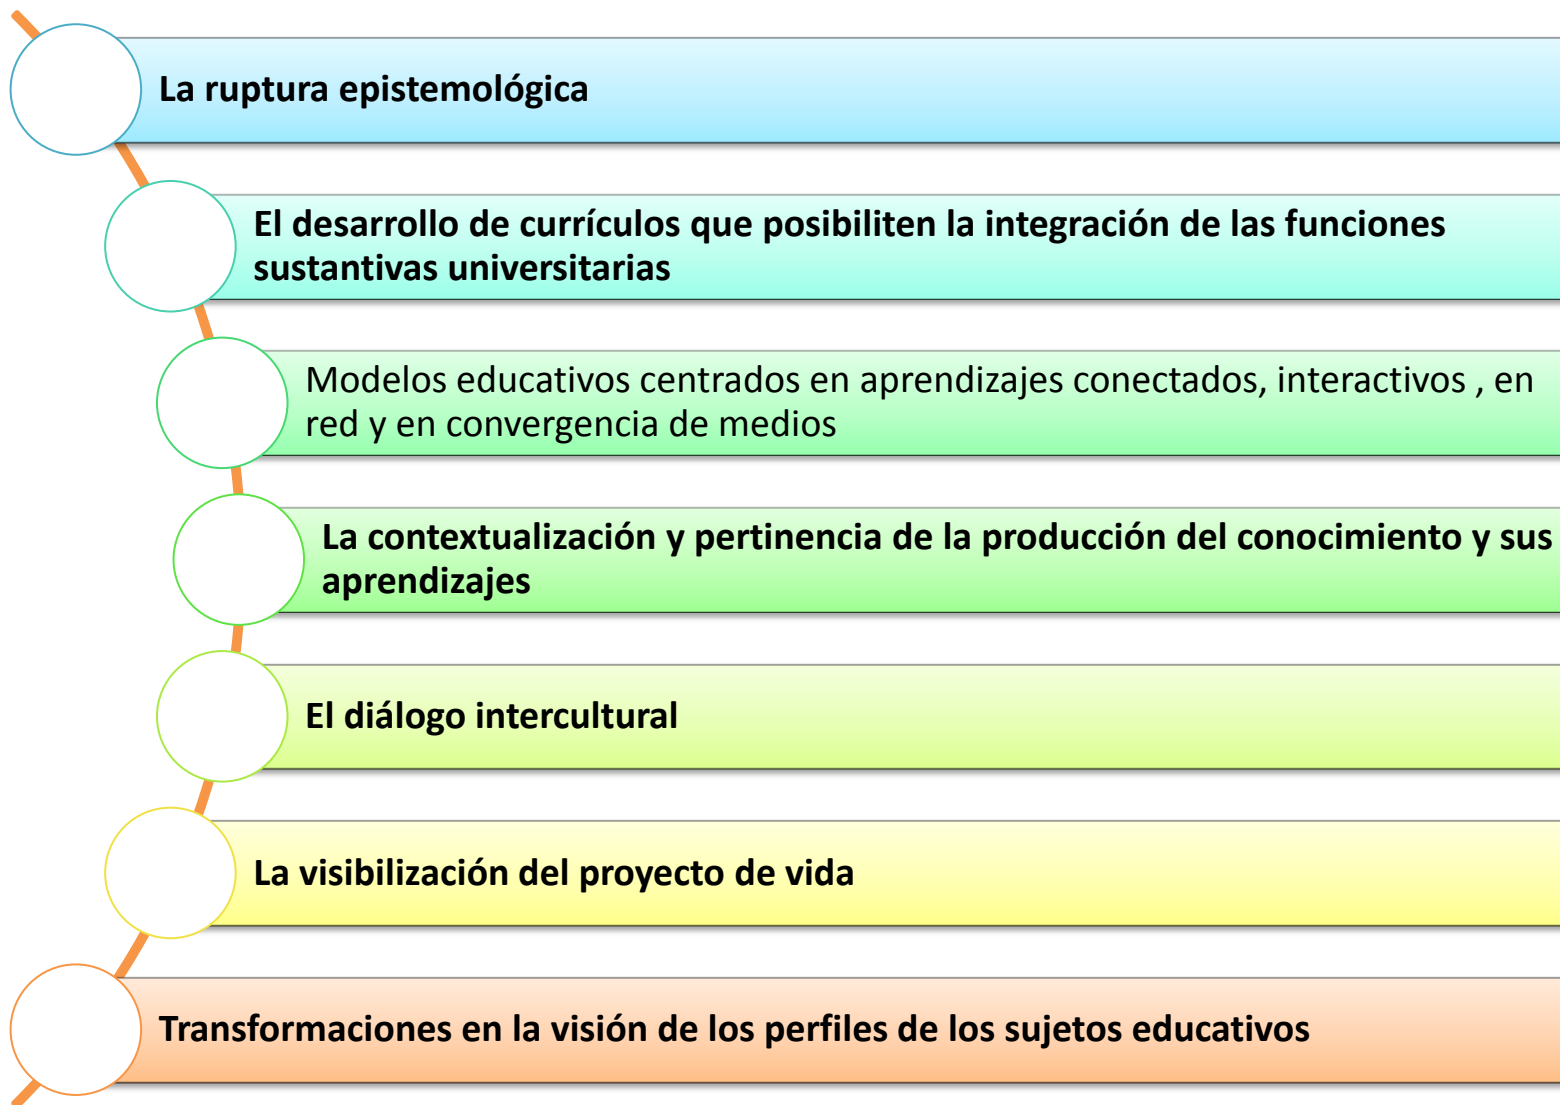 La ruptura epistemológica
El desarrollo de currículos que posibiliten la integración de las funciones
sustantivas universitarias
Modelos educativos centrados en aprendizajes conectados, interactivos , en
red y en convergencia de medios
La contextualización y pertinencia de la producción del conocimiento y sus
aprendizajes
El diálogo intercultural
La visibilización del proyecto de vida
Transformaciones en la visión de los perfiles de los sujetos educativos